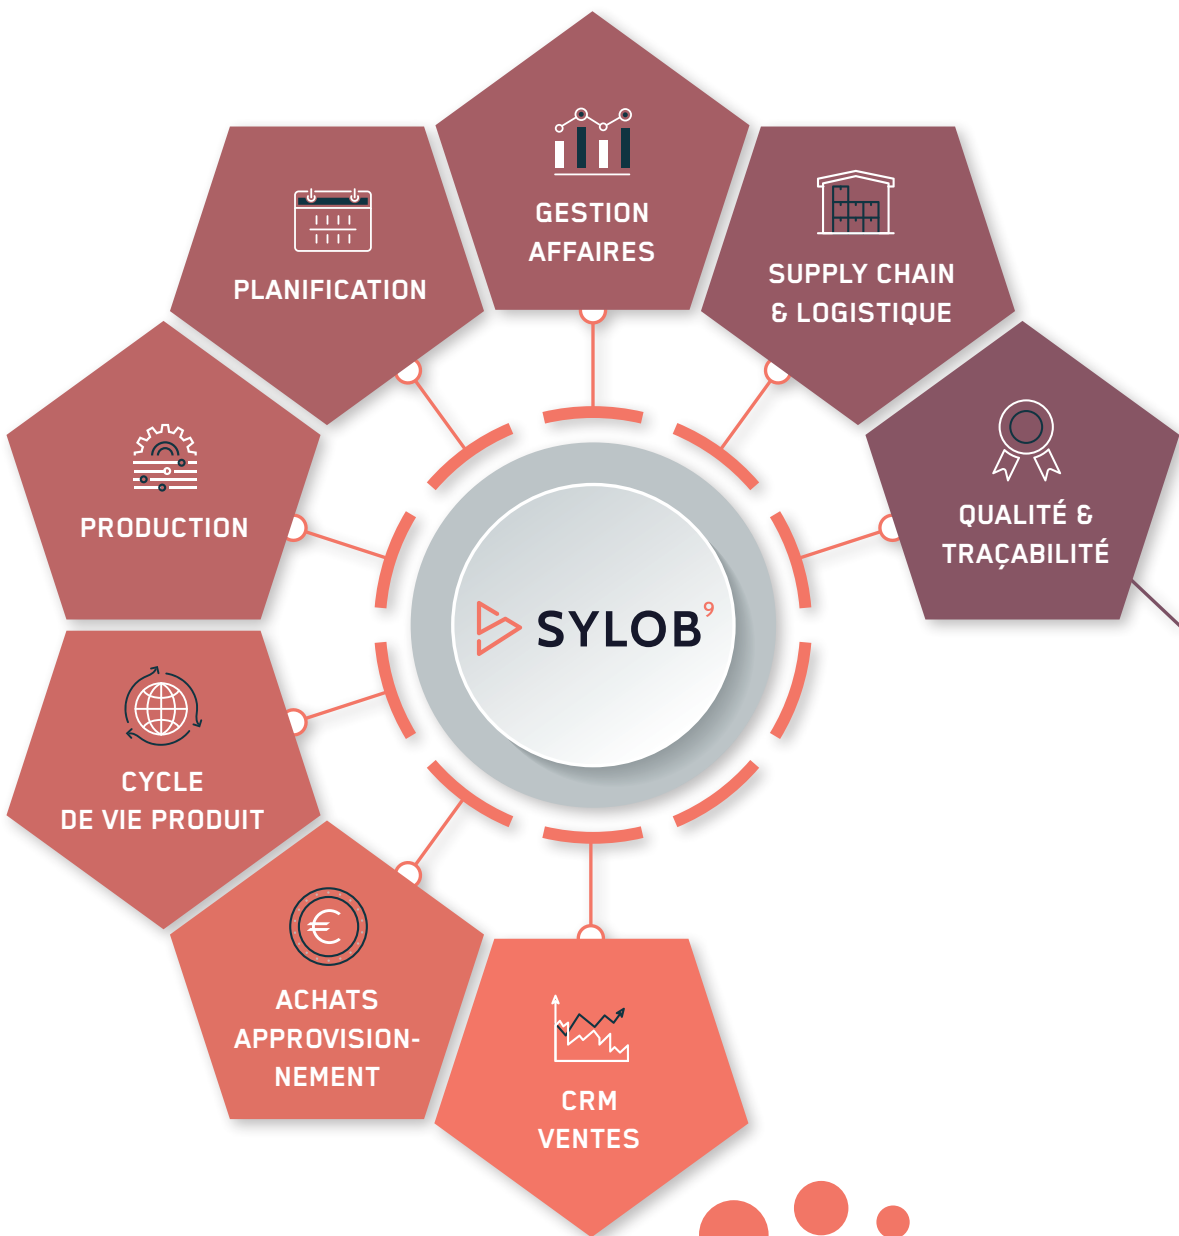 GESTION
AFFAIRES
SUPPLY CHAIN
& LOGISTIQUE
PLANIFICATION
QUALITÉ &
TRAÇABILITÉ
PRODUCTION
SYLOB⁹
CYCLE
DE VIE PRODUIT
€
ACHATS
APPROVISION-
NEMENT
CRM
VENTES